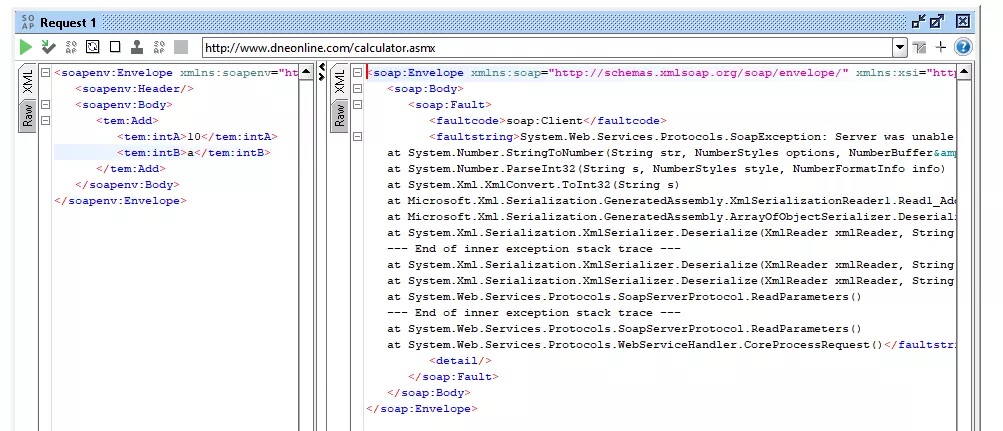 SOAP Request 1
http://www.dneonline.com/calculator.asmx
XML
Raw
<soapenv:Envelope xmlns:soapenv="ht
<soapenv:Header/>
<soapenv:Body>
<tem:Add>
<tem:intA>10</tem:intA>
<tem:intB>a</tem:intB>
</tem:Add>
</soapenv:Body>
</soapenv:Envelope>
XML
Raw
<soap:Envelope xmlns:soap="http://schemas.xmlsoap.org/soap/envelope/" xmlns:xsi="http
<soap:Body>
<soap:Fault>
<faultcode>soap:Client</faultcode>
<faultstring>System.Web.Services.Protocols.SoapException: Server was unable
at System.Number.StringToNumber(String str, NumberStyles options, NumberBuffer&amp
at System.Number.ParseInt32(String s, NumberStyles style, NumberFormatInfo info)
at System.Xml.XmlConvert.ToInt32(String s)
at Microsoft.Xml.Serialization.GeneratedAssembly.XmlSerializationReader1.Read1_Add
at Microsoft.Xml.Serialization.GeneratedAssembly.ArrayOfObjectSerializer.Deseriali
at System.Xml.Serialization.XmlSerializer.Deserialize(XmlReader xmlReader, String
--- End of inner exception stack trace ---
at System.Xml.Serialization.XmlSerializer.Deserialize(XmlReader xmlReader, String
at System.Xml.Serialization.XmlSerializer.Deserialize(XmlReader xmlReader, String
at System.Web.Services.Protocols.SoapServerProtocol.ReadParameters()
--- End of inner exception stack trace ---
at System.Web.Services.Protocols.SoapServerProtocol.ReadParameters()
at System.Web.Services.Protocols.WebServiceHandler.CoreProcessRequest()</faultstri
<detail/>
</soap:Fault>
</soap:Body>
</soap:Envelope>